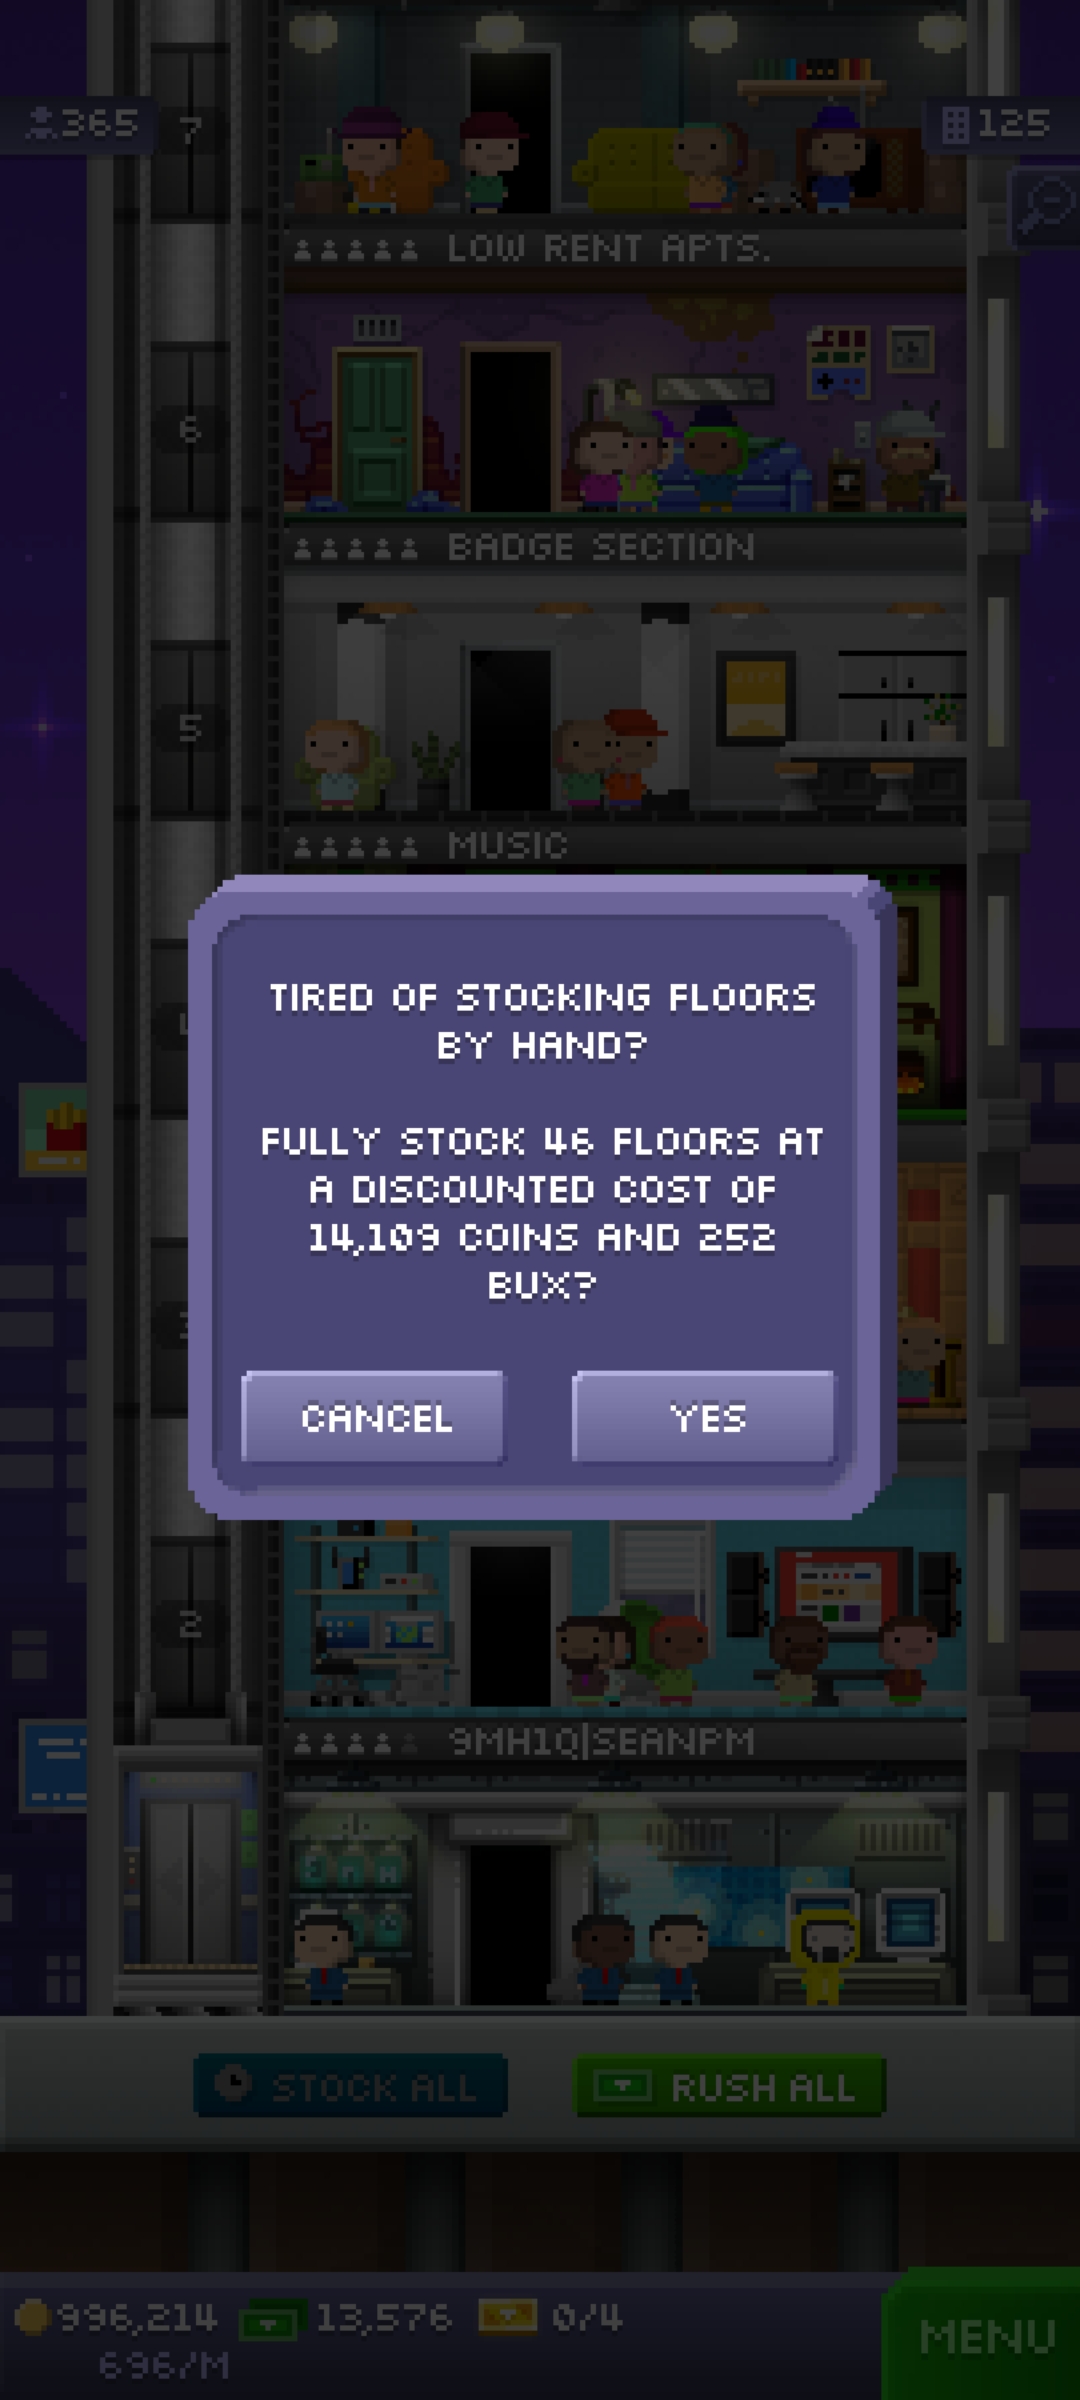 365
7
125
LOW RENT APTS.
6
BADGE SECTION
5
MUSIC
TIRED OF STOCKING FLOORS
BY HAND?
FULLY STOCK 46 FLOORS AT
A DISCOUNTED COST OF
14,109 COINS AND 252
BUX?
CANCEL
YES
2
9MH1Q|SEANPM
STOCK ALL
RUSH ALL
996,214
13,576
0/4
696/M
MENU